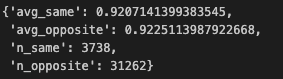 {'avg_same': 0.9207141399383545,
'avg_opposite': 0.9225113987922668,
'n_same': 3738,
'n_opposite': 31262}